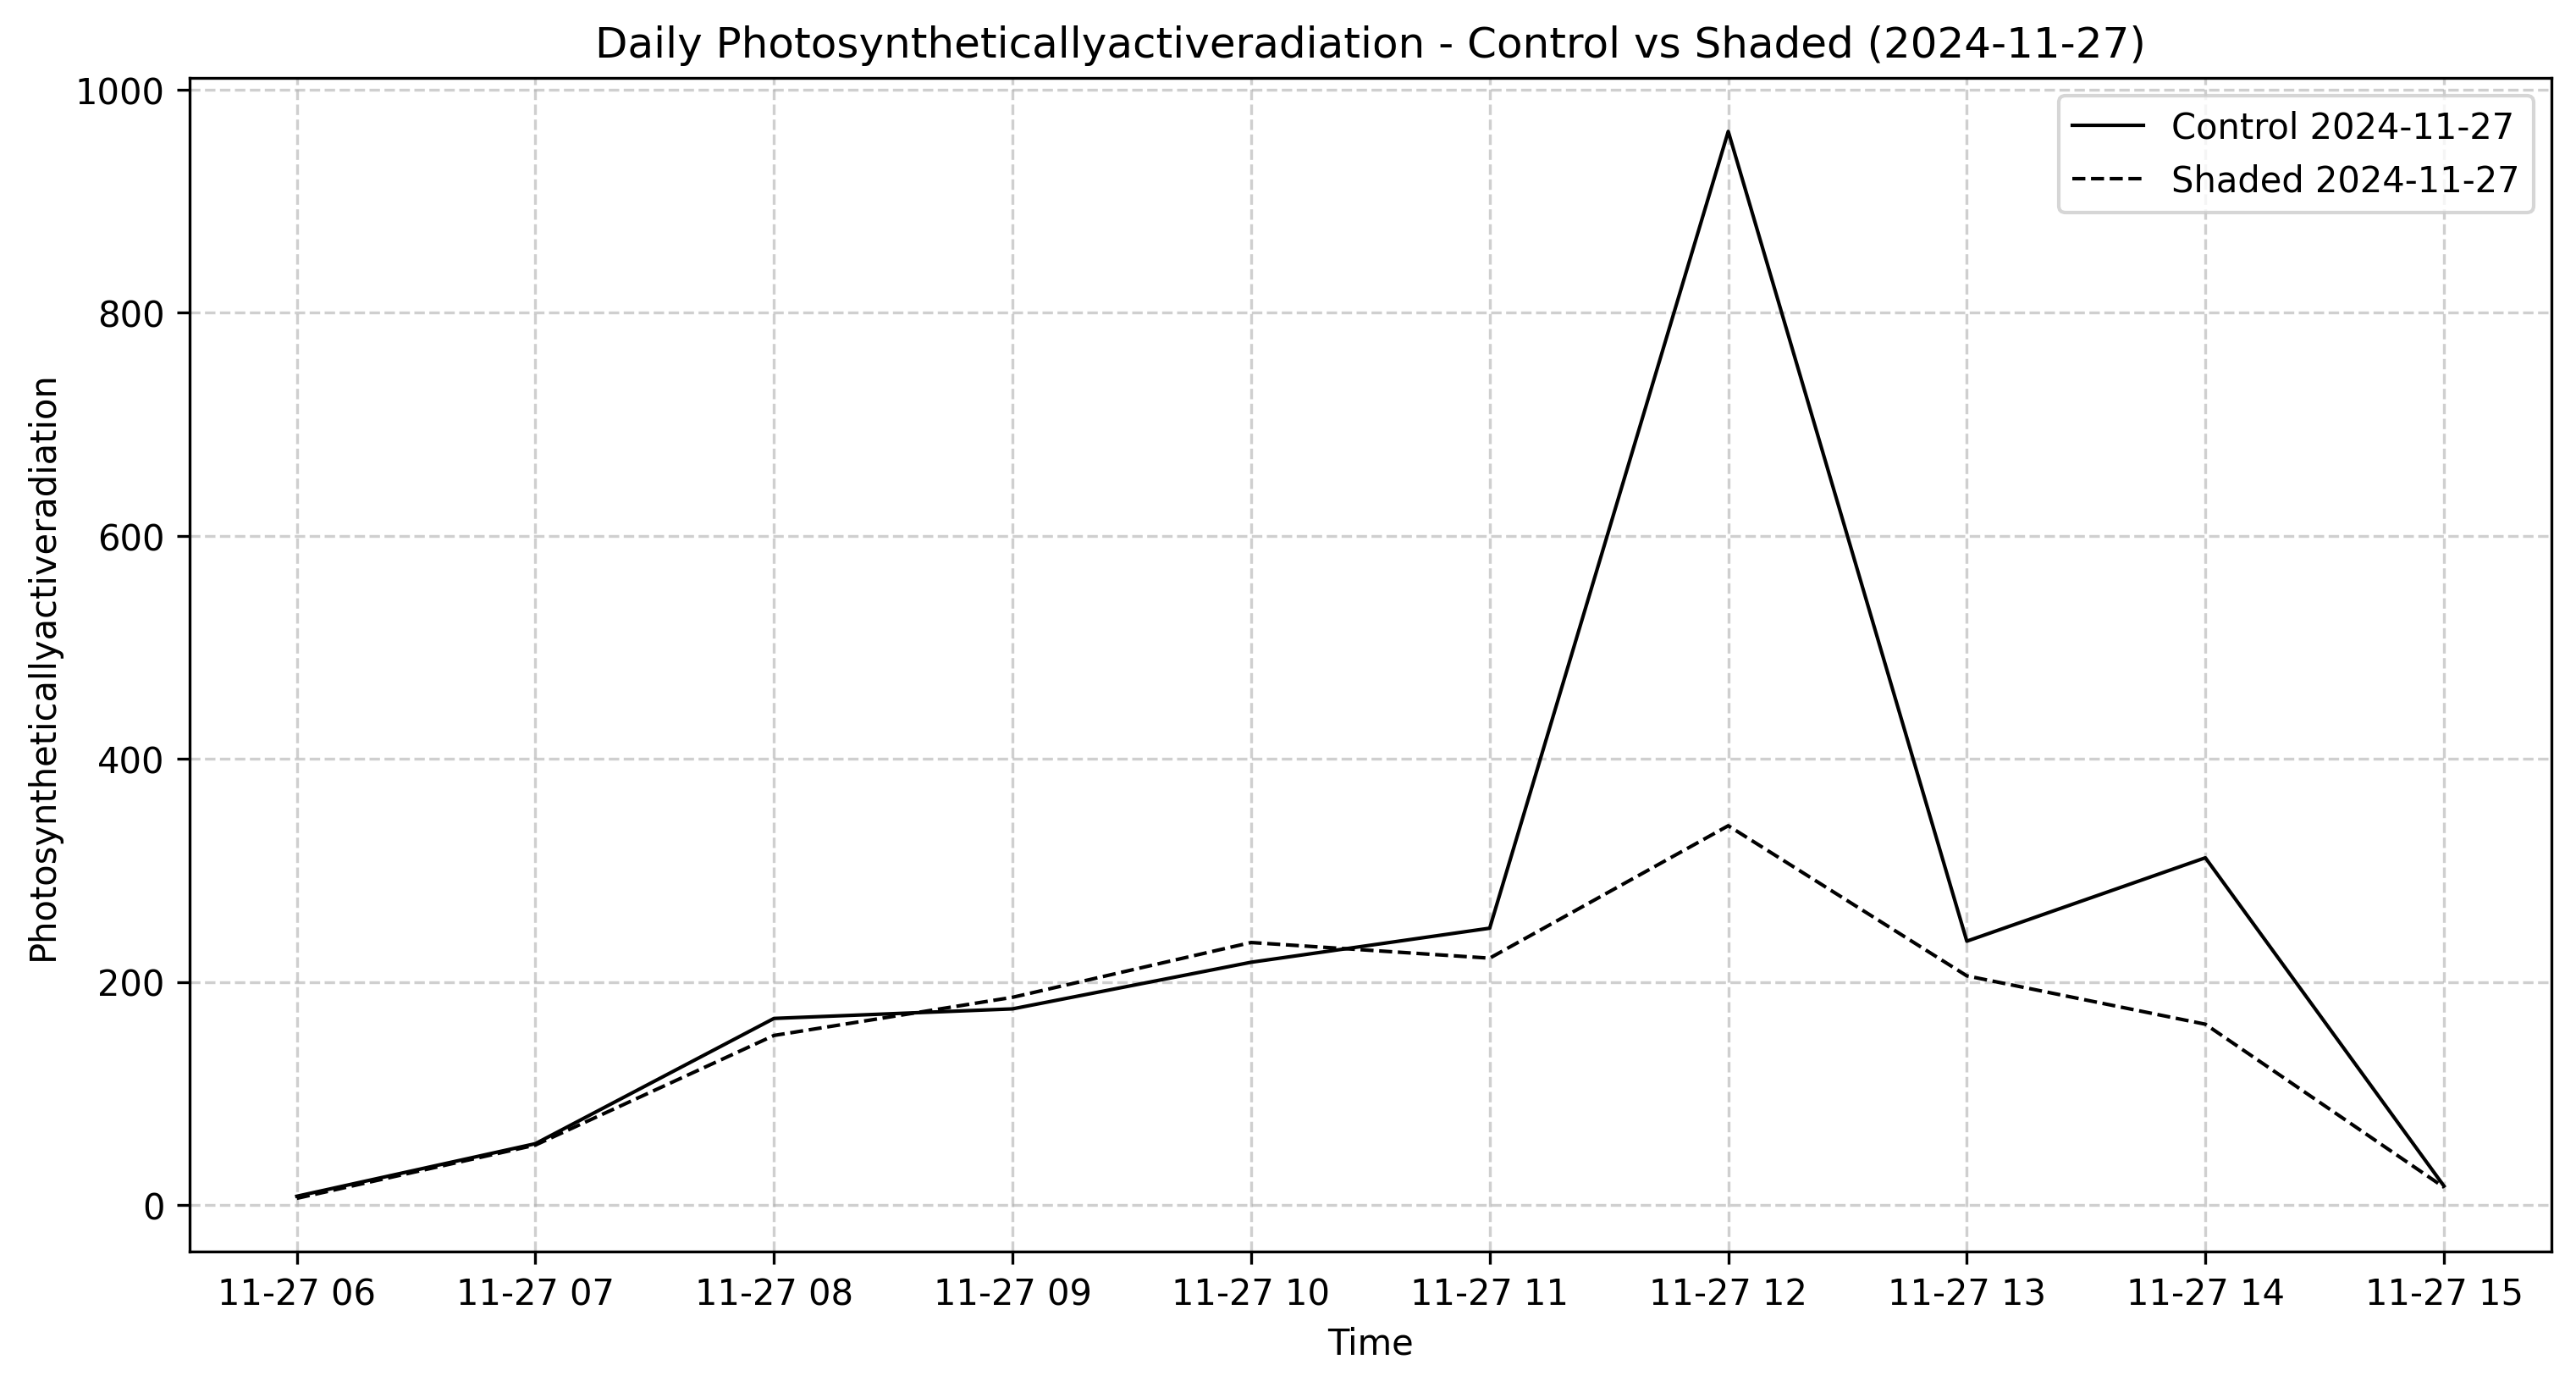 Daily Photosyntheticallyactiveradiation - Control vs Shaded (2024-11-27)
Control 2024-11-27
Shaded 2024-11-27
Photosyntheticallyactiveradiation
1000
800
600
400
200
0
11-27 06 11-27 07 11-27 08 11-27 09 11-27 10 11-27 11 11-27 12 11-27 13 11-27 14 11-27 15
Time